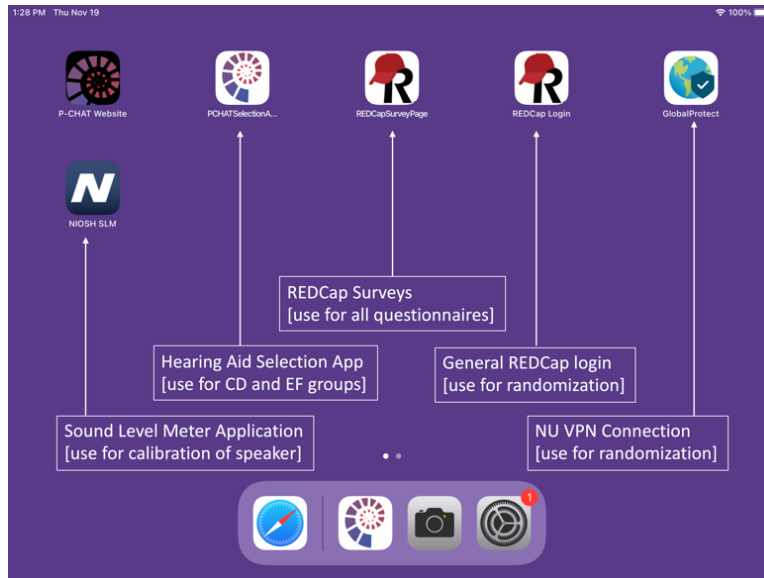 1:28 PM Thu Nov 19
100%
P-CHAT Website
PCHATSelectionA...
REDCapSurveyPage
REDCap Login
GlobalProtect
N
NIOSH SLM
REDCap Surveys
[use for all questionnaires]
Hearing Aid Selection App
[use for CD and EF groups]
General REDCap login
[use for randomization]
Sound Level Meter Application
[use for calibration of speaker]
NU VPN Connection
[use for randomization]
1